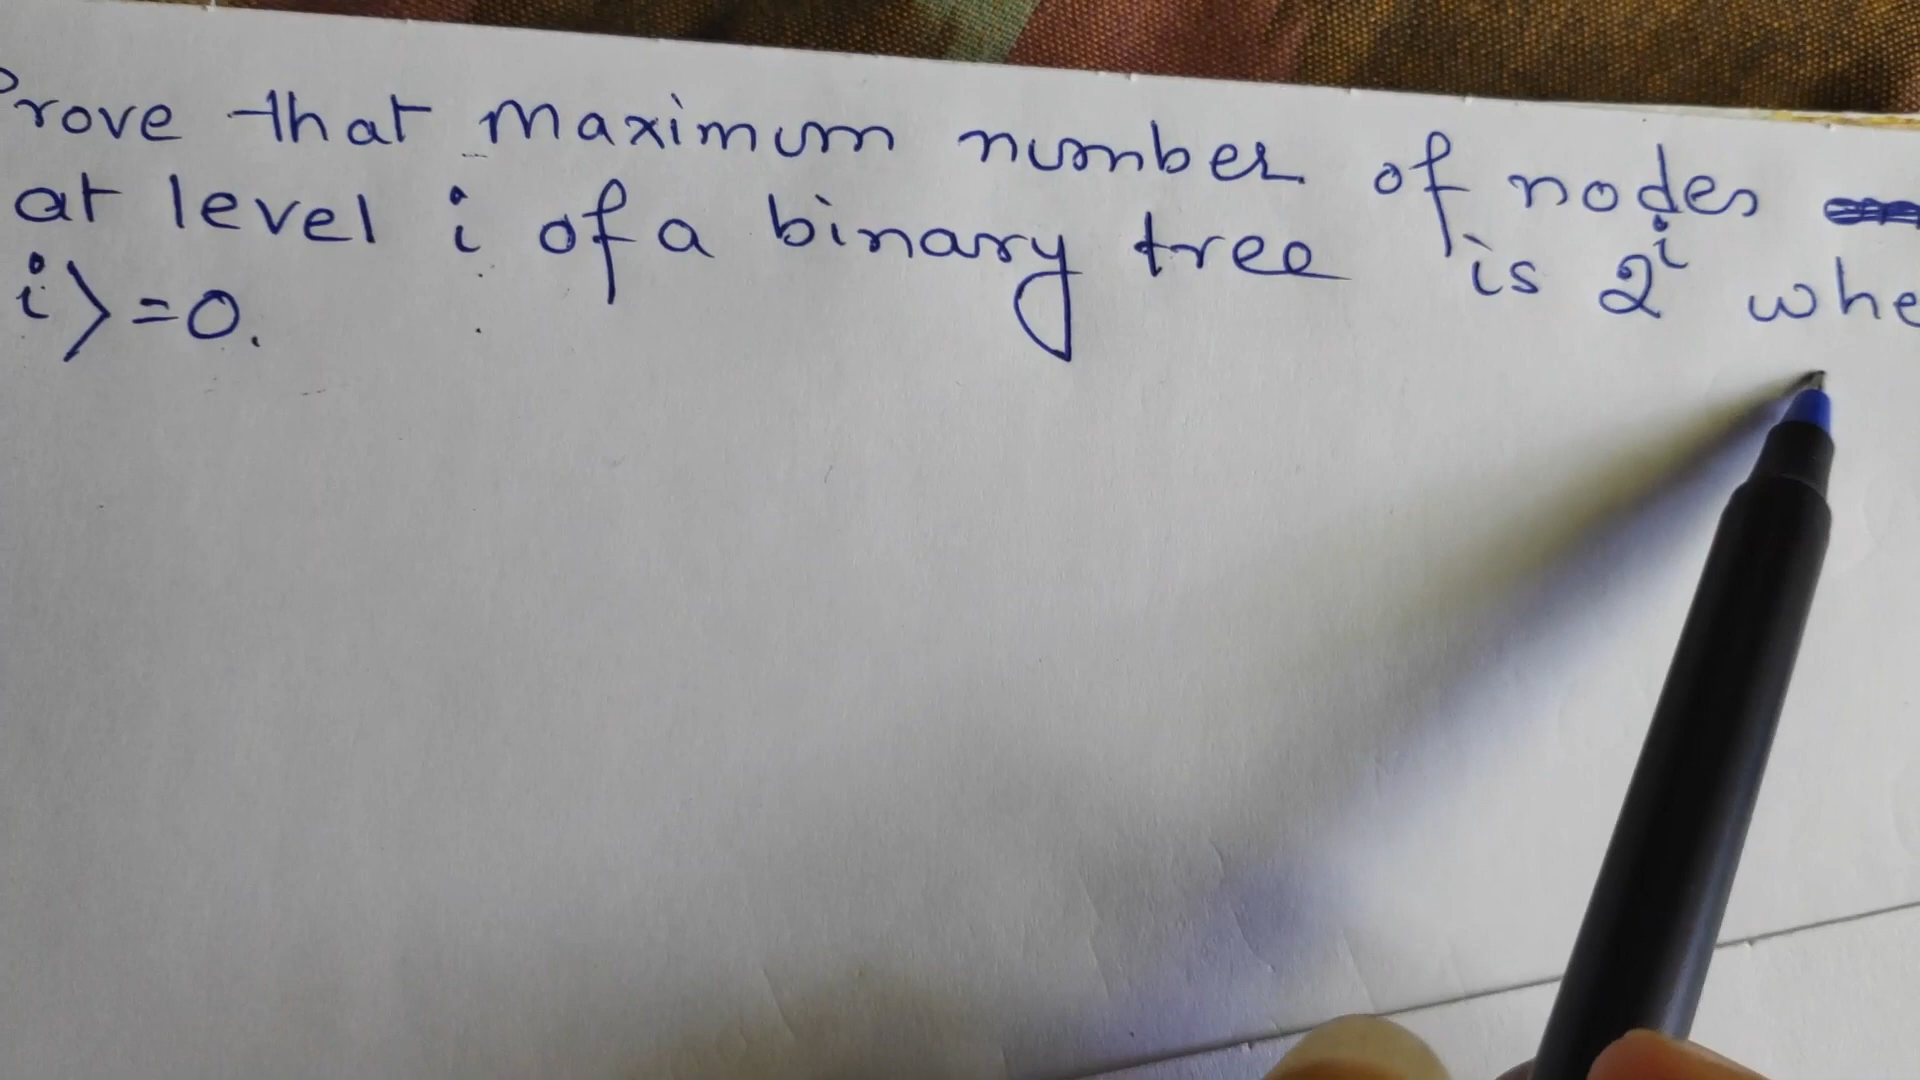 Prove that maximum number of nodes
at level i of a binary tree is 2^i whe
i>=0.